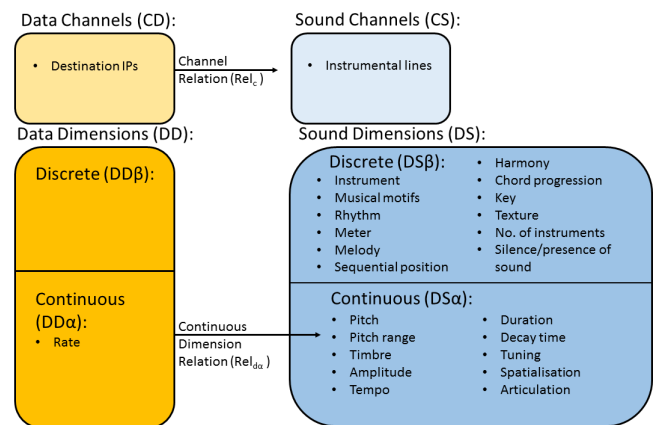 Data Channels (CD):
• Destination IPs
Channel
Relation (Relc)
Sound Channels (CS):
• Instrumental lines
Data Dimensions (DD):
Discrete (DDβ):
Continuous
(DDα):
• Rate
Continuous
Dimension
Relation (Reldα)
Sound Dimensions (DS):
Discrete (DSβ):
• Instrument
• Musical motifs
• Rhythm
• Meter
• Melody
• Sequential position
• Harmony
• Chord progression
• Key
• Texture
• No. of instruments
• Silence/presence of
sound
Continuous (DSα):
• Pitch
• Pitch range
• Timbre
• Amplitude
• Tempo
• Duration
• Decay time
• Tuning
• Spatialisation
• Articulation